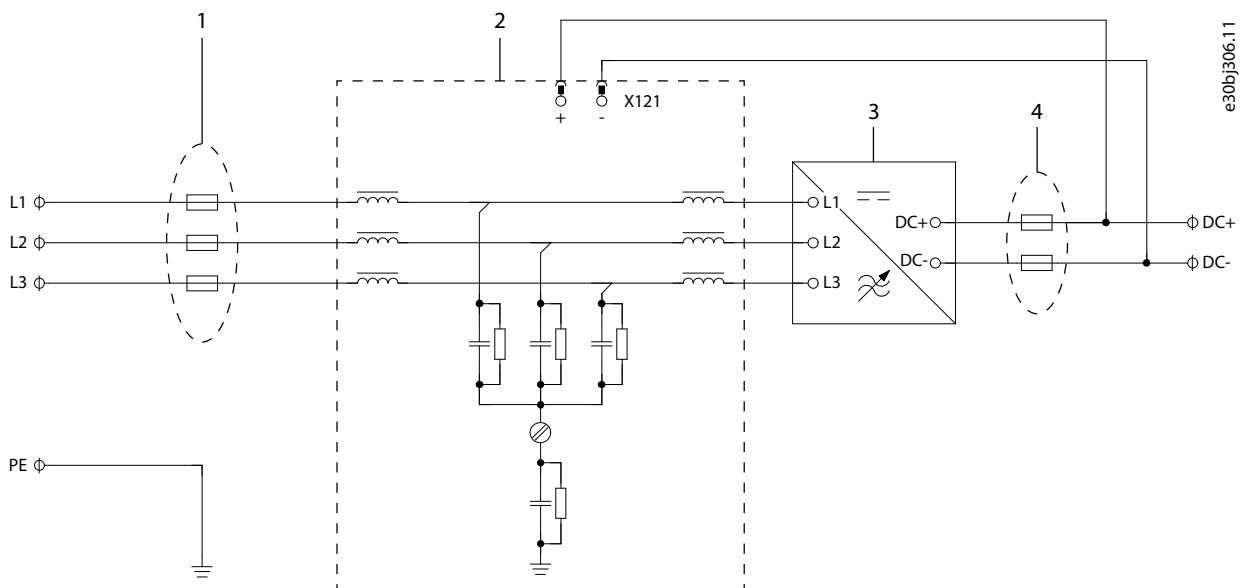 1
2
e30bj306.11
X121
+
-
3
4
L1
L1
DC+
DC+
L2
L2
DC-
DC-
L3
L3
PE